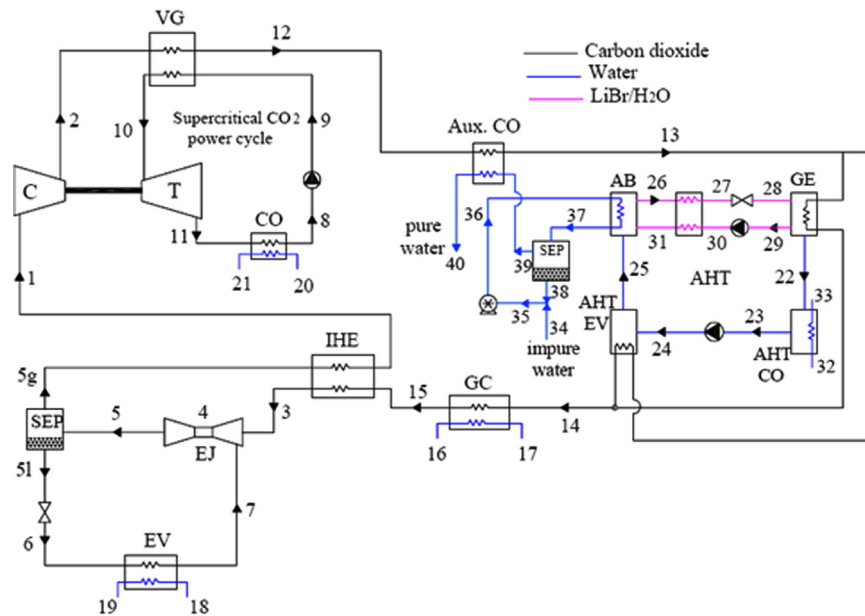 VG
12
Carbon dioxide
Water
LiBr/H2O
2
10
Supercritical CO2
power cycle
9
Aux. CO
13
C
T
AB
26
27
28
GE
36
37
pure
water
40
39
SEP
31
30
29
11
CO
8
21
20
38
25
AHT
22
33
1
35
34
impure
water
AHT
EV
24
23
AHT
CO
32
IHE
5g
3
15
GC
14
SEP
5
4
EJ
16
17
5l
7
6
EV
19
18